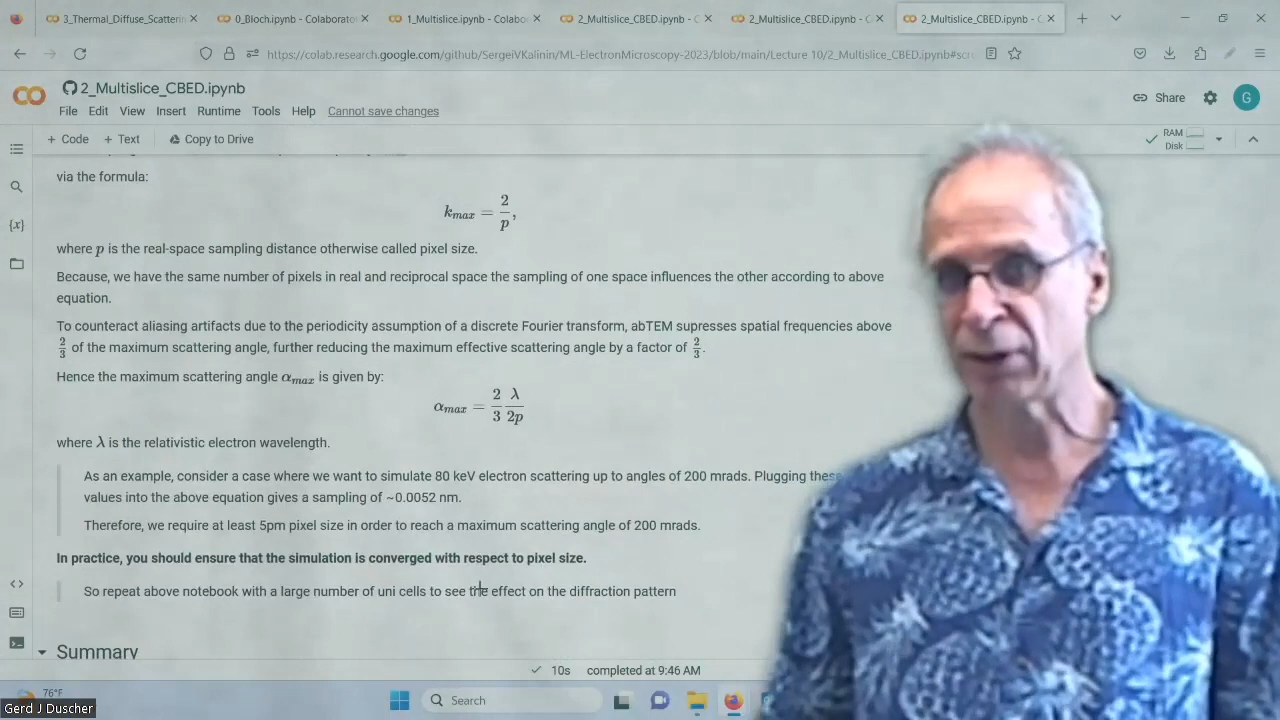 3_Thermal_Diffuse_Scatterin
0_Bloch.ipynb - Colaborato
1_Multislice.ipynb - Colabo
2_Multislice_CBED.ipynb - C
2_Multislice_CBED.ipynb - C
2_Multislice_CBED.ipynb - C
https://colab.research.google.com/github/SergeiVKalinin/ML-ElectronMicroscopy-2023/blob/main/Lecture 10/2_Multislice_CBED.ipynb#scr
2_Multislice_CBED.ipynb
File Edit View Insert Runtime Tools Help Cannot save changes
Share
G
+ Code + Text Copy to Drive
RAM
Disk
{x}
via the formula:
k_max = 2/p,
where p is the real-space sampling distance otherwise called pixel size.
Because, we have the same number of pixels in real and reciprocal space the sampling of one space influences the other according to above
equation.
To counteract aliasing artifacts due to the periodicity assumption of a discrete Fourier transform, abTEM supresses spatial frequencies above
2/3 of the maximum scattering angle, further reducing the maximum effective scattering angle by a factor of 2/3.
Hence the maximum scattering angle α_max is given by:
α_max = 2/3 λ/2p
where λ is the relativistic electron wavelength.
As an example, consider a case where we want to simulate 80 keV electron scattering up to angles of 200 mrads. Plugging these
values into the above equation gives a sampling of ~0.0052 nm.
Therefore, we require at least 5pm pixel size in order to reach a maximum scattering angle of 200 mrads.
In practice, you should ensure that the simulation is converged with respect to pixel size.
So repeat above notebook with a large number of uni cells to see the effect on the diffraction pattern
Summary
10s completed at 9:46 AM
76°F
Search
Gerd J Duscher